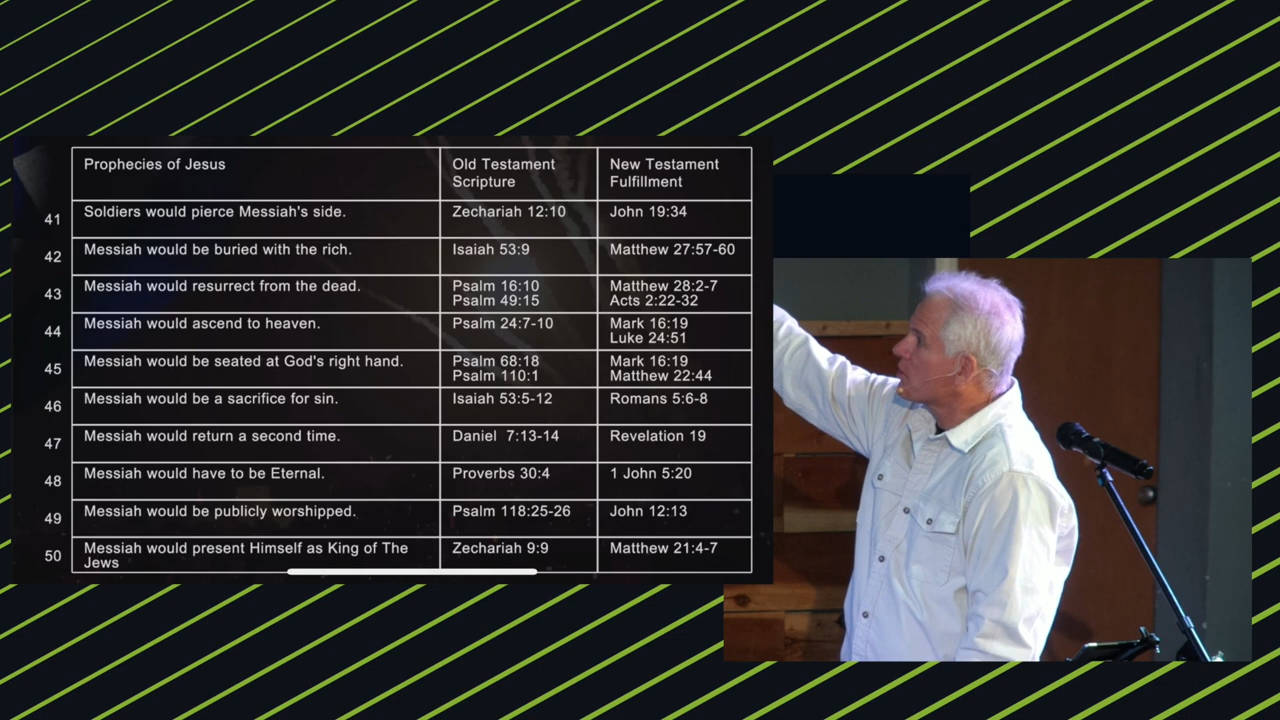 Prophecies of Jesus
Old Testament
Scripture
New Testament
Fulfillment
41 Soldiers would pierce Messiah's side. Zechariah 12:10 John 19:34
42 Messiah would be buried with the rich. Isaiah 53:9 Matthew 27:57-60
43 Messiah would resurrect from the dead. Psalm 16:10 Matthew 28:2-7
Psalm 49:15 Acts 2:22-32
44 Messiah would ascend to heaven. Psalm 24:7-10 Mark 16:19
Luke 24:51
45 Messiah would be seated at God's right hand. Psalm 68:18 Mark 16:19
Psalm 110:1 Matthew 22:44
46 Messiah would be a sacrifice for sin. Isaiah 53:5-12 Romans 5:6-8
47 Messiah would return a second time. Daniel 7:13-14 Revelation 19
48 Messiah would have to be Eternal. Proverbs 30:4 1 John 5:20
49 Messiah would be publicly worshipped. Psalm 118:25-26 John 12:13
50 Messiah would present Himself as King of The Zechariah 9:9 Matthew 21:4-7
Jews